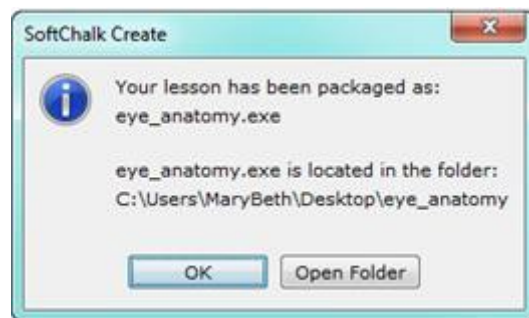 SoftChalk Create
Your lesson has been packaged as:
eye_anatomy.exe
eye_anatomy.exe is located in the folder:
C:\Users\MaryBeth\Desktop\eye_anatomy
OK
Open Folder